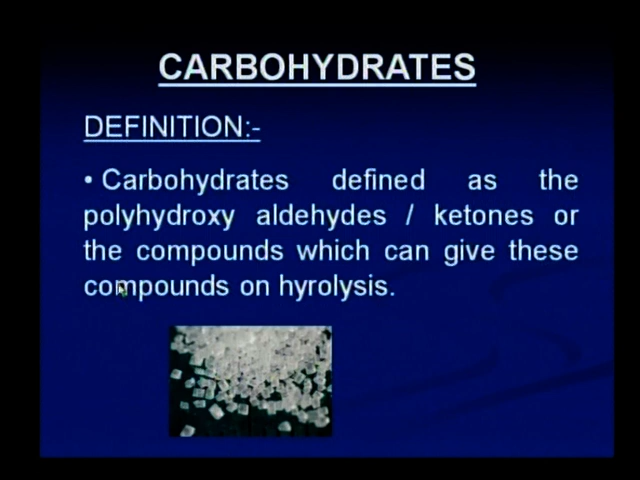 CARBOHYDRATES
DEFINITION:-
• Carbohydrates defined as the
polyhydroxy aldehydes / ketones or
the compounds which can give these
compounds on hyrolysis.